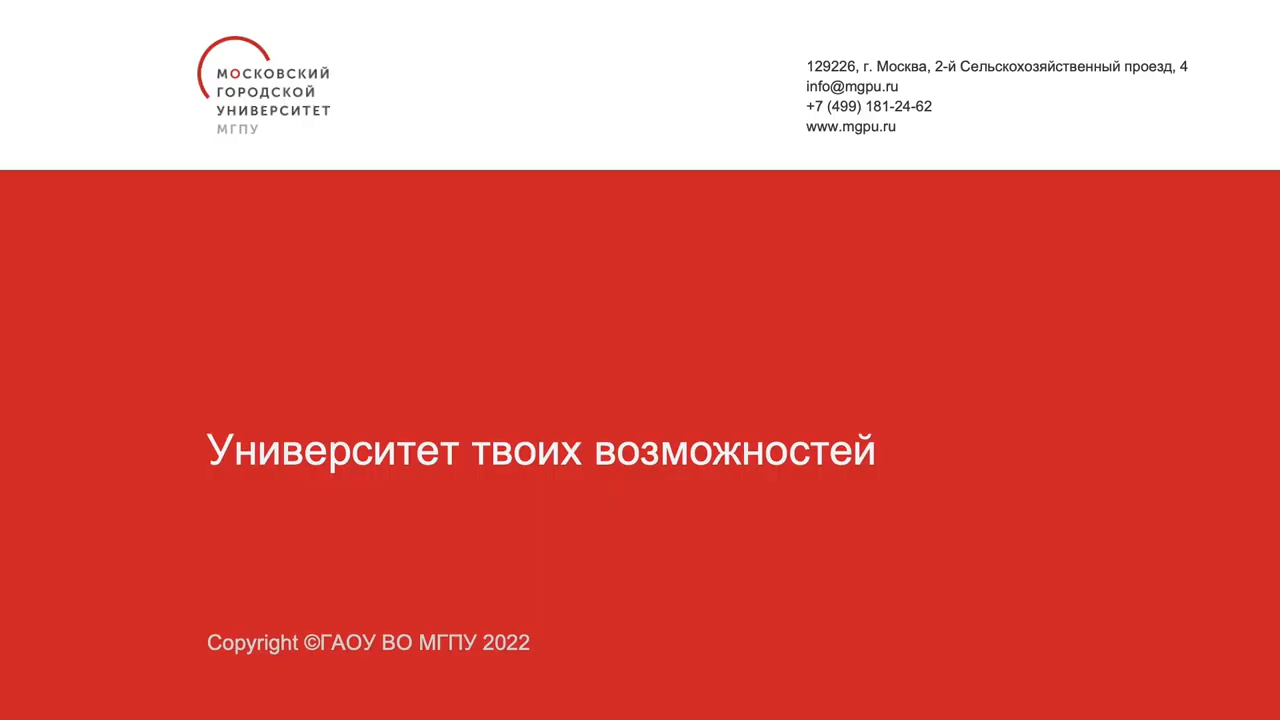 МОСКОВСКИЙ
ГОРОДСКОЙ
УНИВЕРСИТЕТ
МГПУ
129226, г. Москва, 2-й Сельскохозяйственный проезд, 4
info@mgpu.ru
+7 (499) 181-24-62
www.mgpu.ru
Университет твоих возможностей
Copyright ©ГАОУ ВО МГПУ 2022